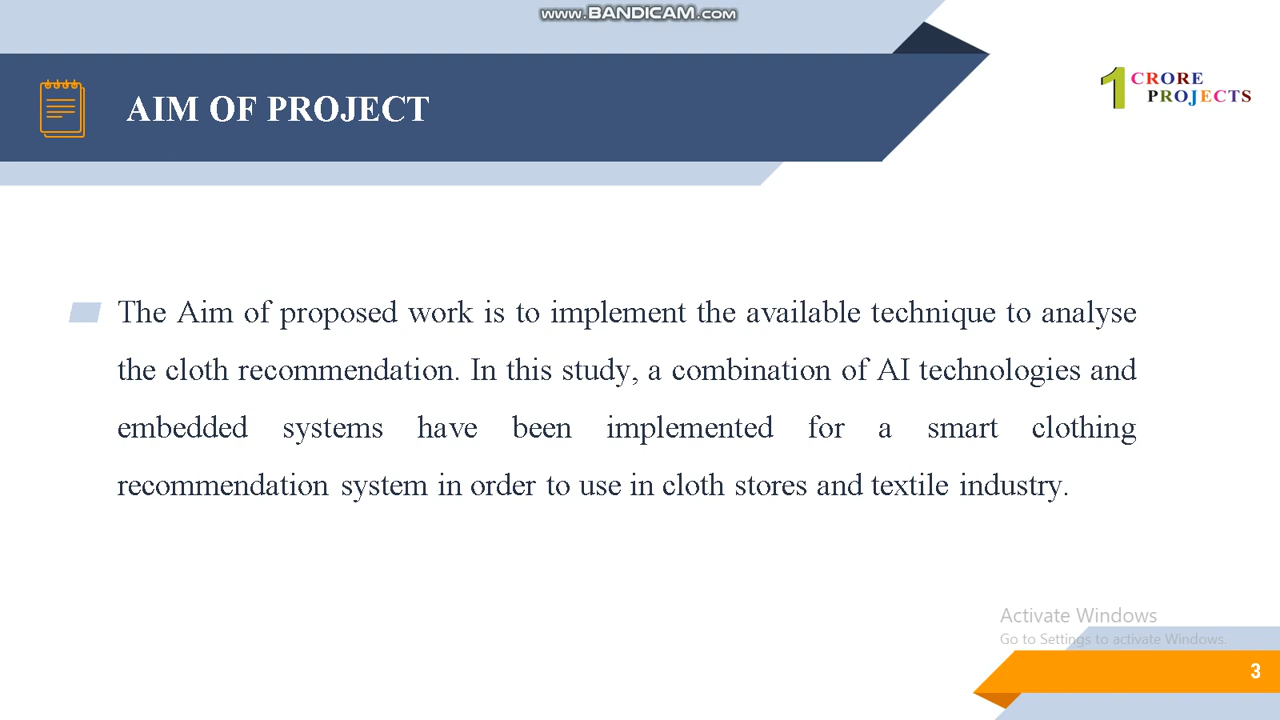 www.BANDICAM.com
AIM OF PROJECT
1 CRORE
PROJECTS
The Aim of proposed work is to implement the available technique to analyse
the cloth recommendation. In this study, a combination of AI technologies and
embedded systems have been implemented for a smart clothing
recommendation system in order to use in cloth stores and textile industry.
Activate Windows
Go to Settings to activate Windows.
3